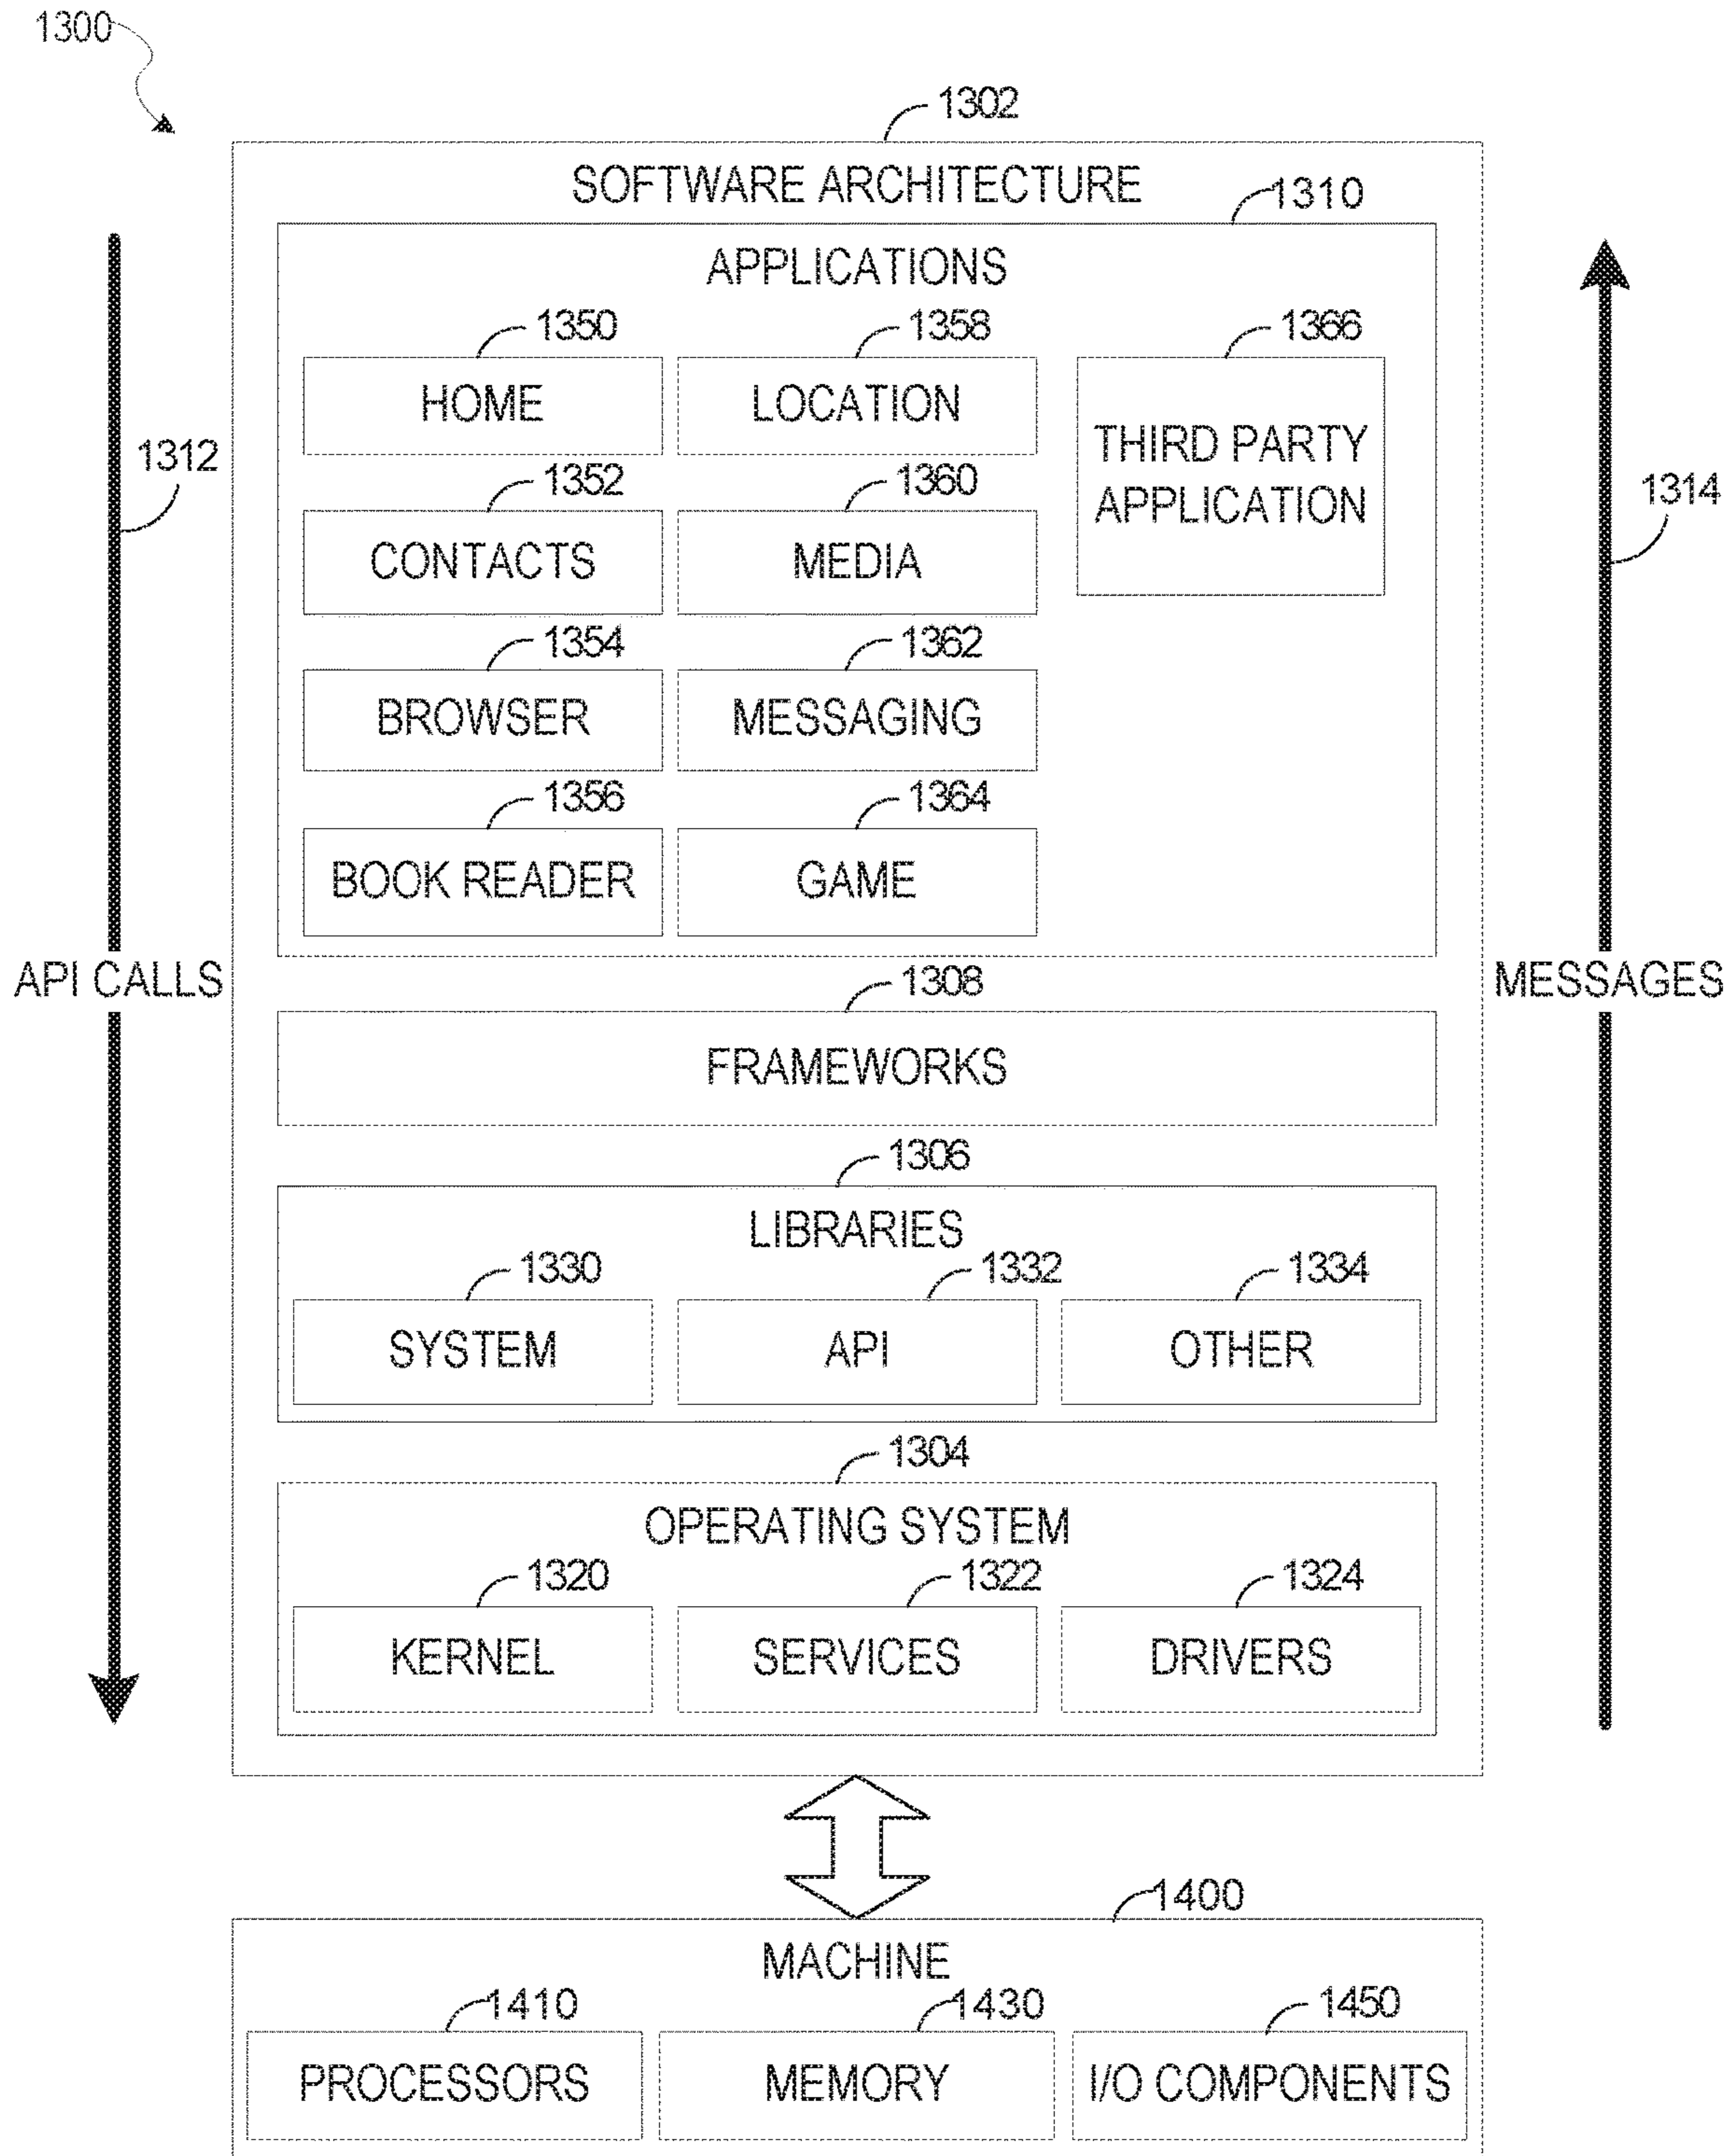 1300
1302
SOFTWARE ARCHITECTURE
1310
APPLICATIONS
1350
1358
1366
HOME
LOCATION
THIRD PARTY
APPLICATION
1312
1352
1360
1314
CONTACTS
MEDIA
1354
1362
BROWSER
MESSAGING
1356
1364
BOOK READER
GAME
API CALLS
1308
MESSAGES
FRAMEWORKS
1306
LIBRARIES
1330
1332
1334
SYSTEM
API
OTHER
1304
OPERATING SYSTEM
1320
1322
1324
KERNEL
SERVICES
DRIVERS
1400
MACHINE
1410
1430
1450
PROCESSORS
MEMORY
I/O COMPONENTS